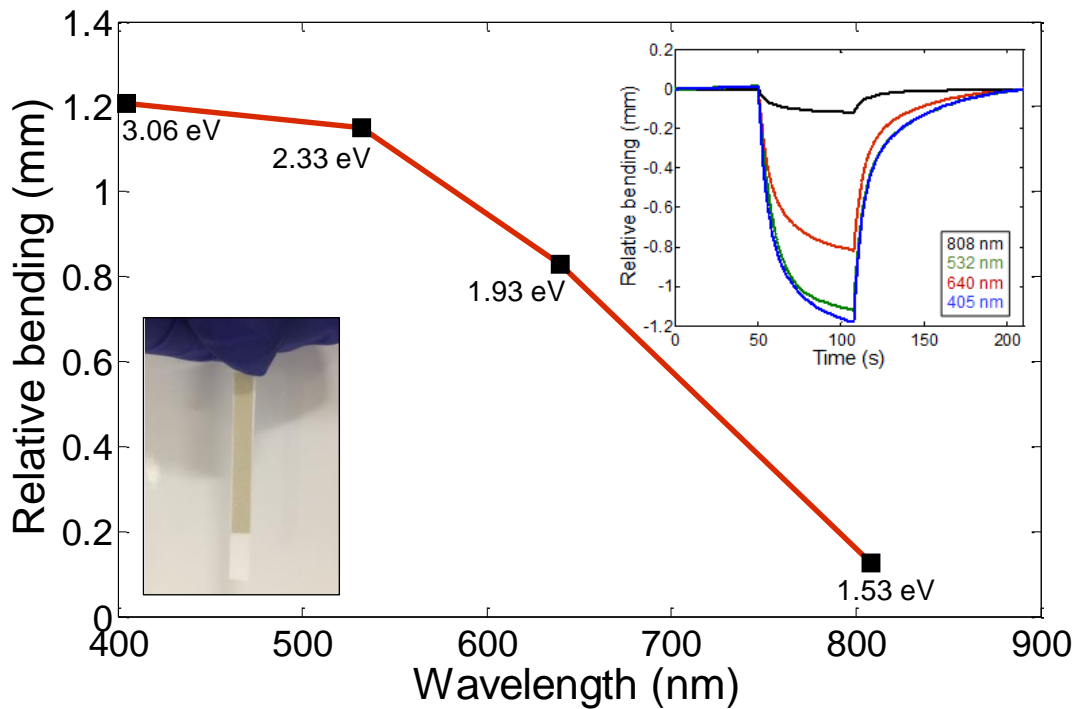 1.4
1.2
1
0.8
0.6
0.4
0.2
0
Relative bending (mm)
400
500
600
700
800
900
Wavelength (nm)
3.06 eV
2.33 eV
1.93 eV
1.53 eV
0.2
0
-0.2
-0.4
-0.6
-0.8
-1
-1.2
Relative bending (mm)
0
50
100
150
200
Time (s)
808 nm
532 nm
640 nm
405 nm